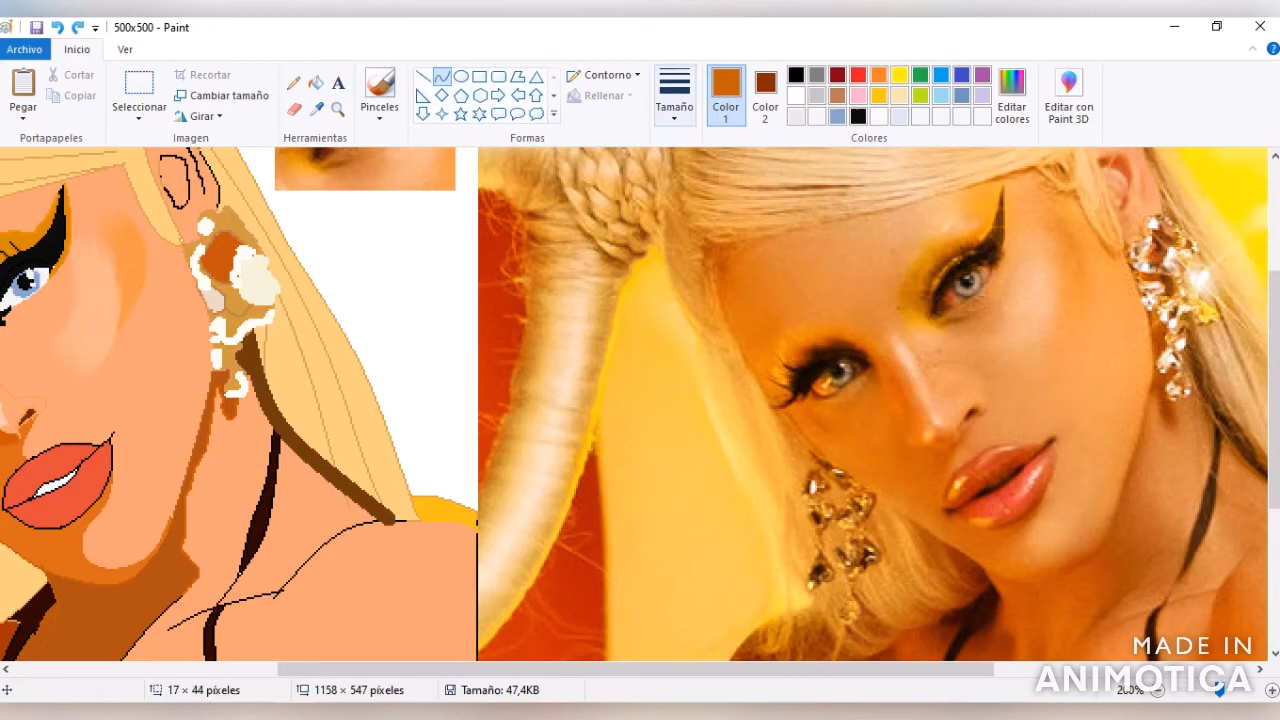 500x500 - Paint
Archivo Inicio Ver
Pegar
Cortar
Copiar
Portapapeles
Seleccionar
Recortar
Cambiar tamaño
Girar
Imagen
A
Herramientas
Pinceles
Contorno
Rellenar
Formas
Tamaño
Color
1
Color
2
Editar
colores
Colores
Editar con
Paint 3D
MADE IN
ANIMOTICA
17 × 44 píxeles
1158 × 547 píxeles
Tamaño: 47,4KB
200%